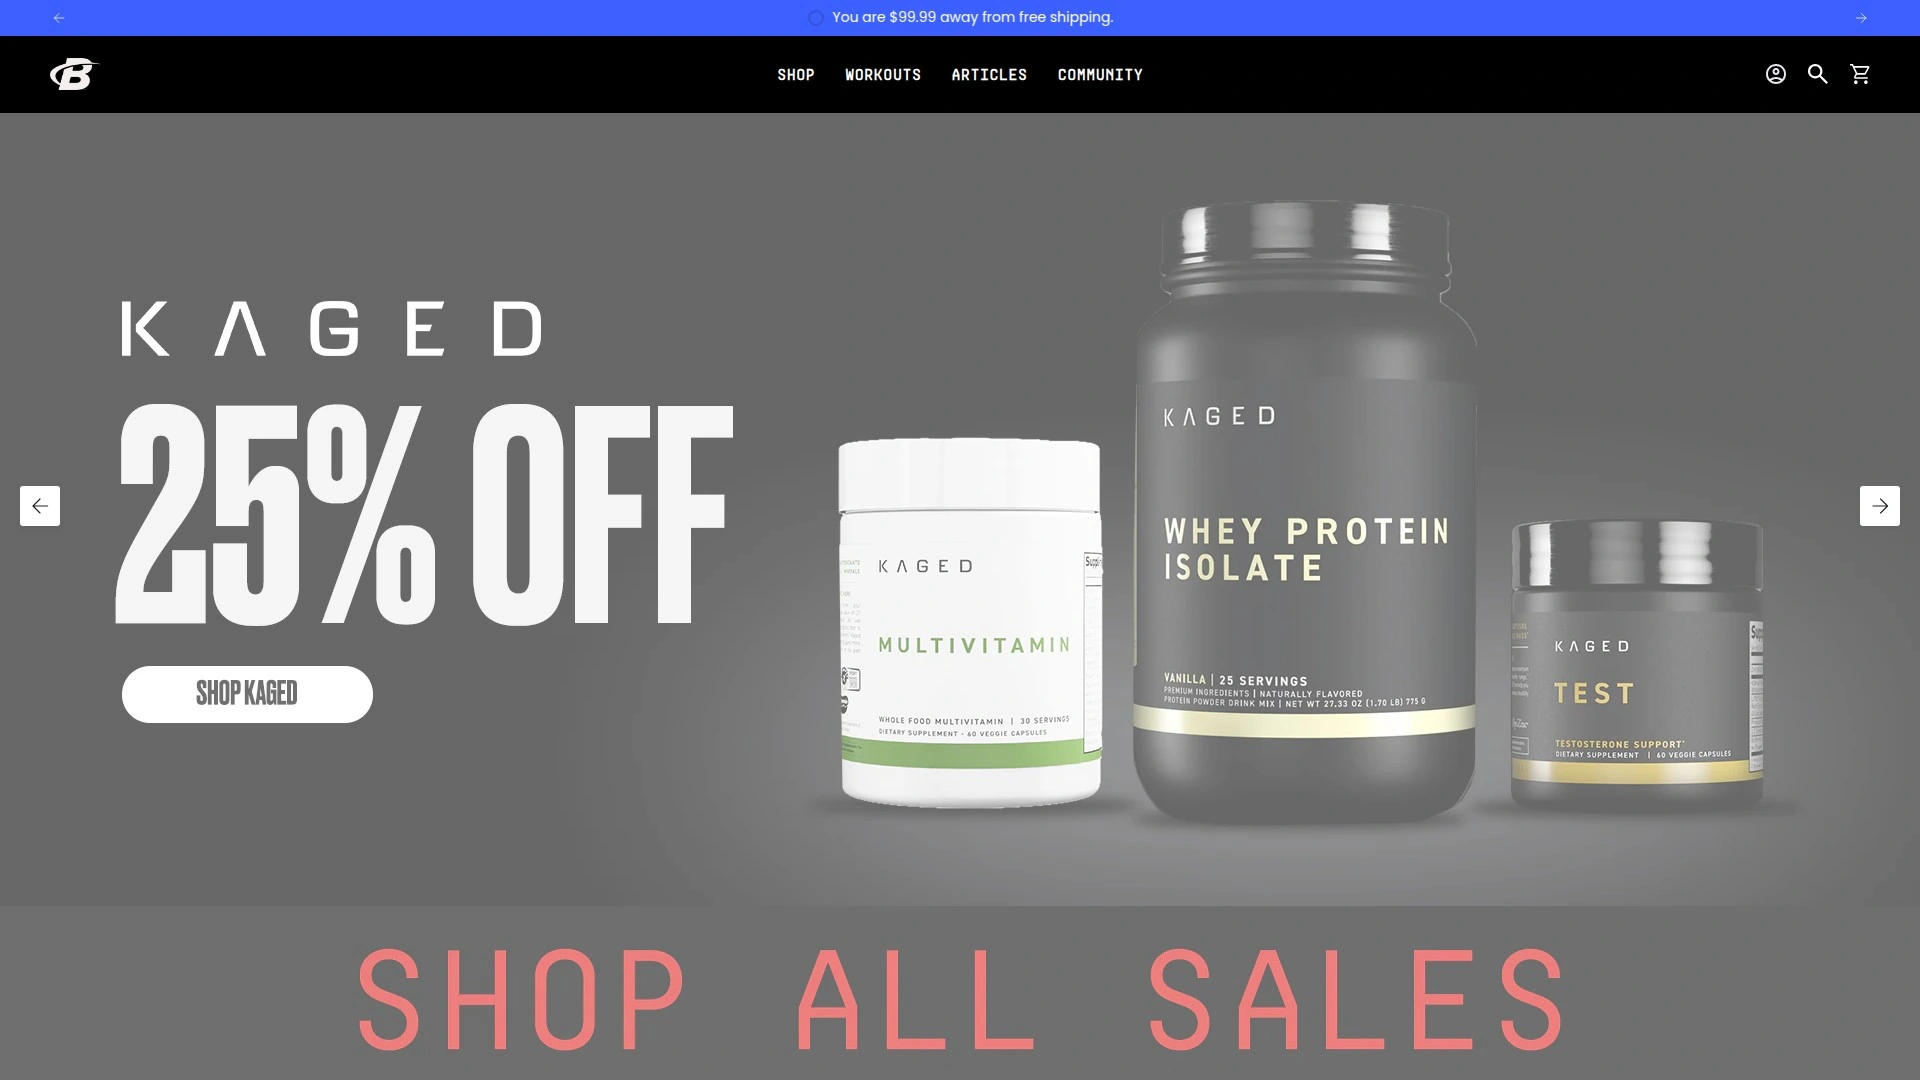 You are $99.99 away from free shipping.
B
SHOP WORKOUTS ARTICLES COMMUNITY
KAGED
25% OFF
SHOP KAGED
KAGED
MULTIVITAMIN
WHOLE FOOD MULTIVITAMIN | 30 SERVINGS
DIETARY SUPPLEMENT - 60 VEGGIE CAPSULES
KAGED
WHEY PROTEIN
ISOLATE
VANILLA | 25 SERVINGS
PREMIUM INGREDIENTS | NATURALLY FLAVORED
PROTEIN POWDER DRINK MIX | NET WT 27.33 OZ (1.70 LB) 775 G
KAGED
TEST
TESTOSTERONE SUPPORT*
DIETARY SUPPLEMENT | 60 VEGGIE CAPSULES
SHOP ALL SALES